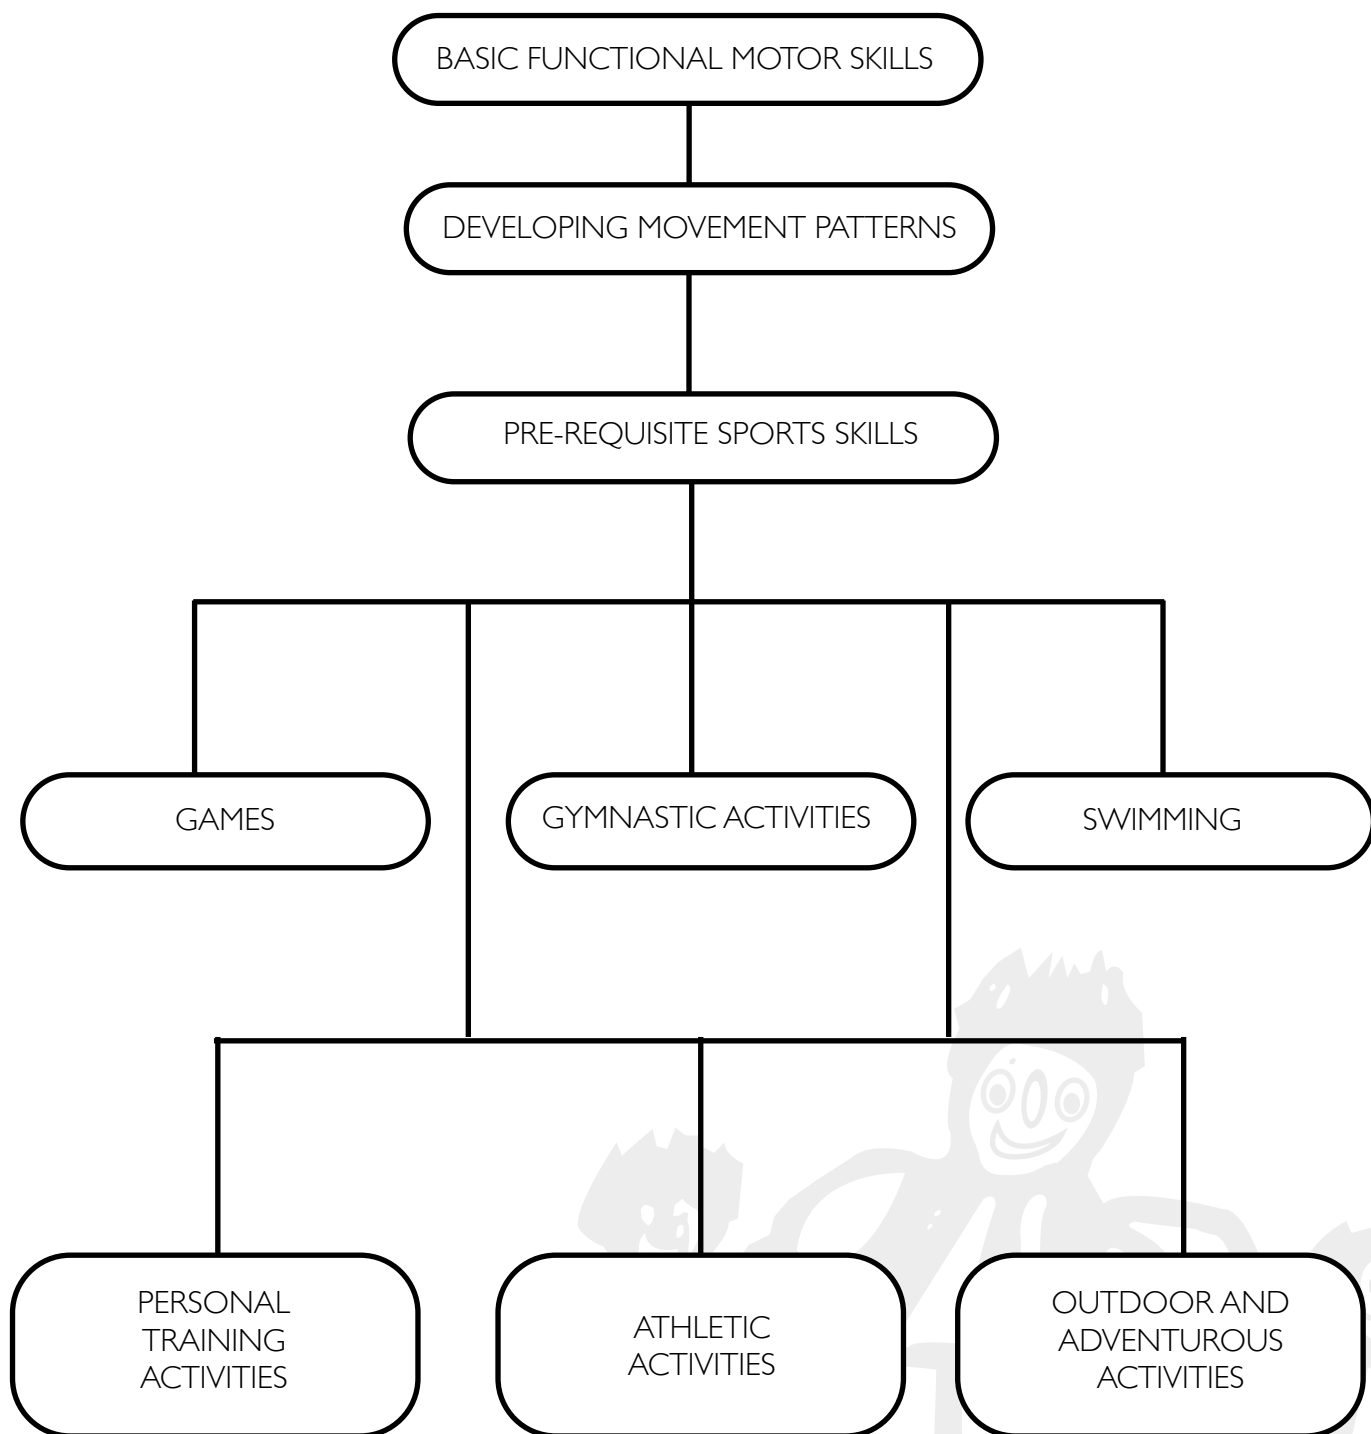 BASIC FUNCTIONAL MOTOR SKILLS
DEVELOPING MOVEMENT PATTERNS
PRE-REQUISITE SPORTS SKILLS
GAMES
GYMNASTIC ACTIVITIES
SWIMMING
PERSONAL
TRAINING
ACTIVITIES
ATHLETIC
ACTIVITIES
OUTDOOR AND
ADVENTUROUS
ACTIVITIES